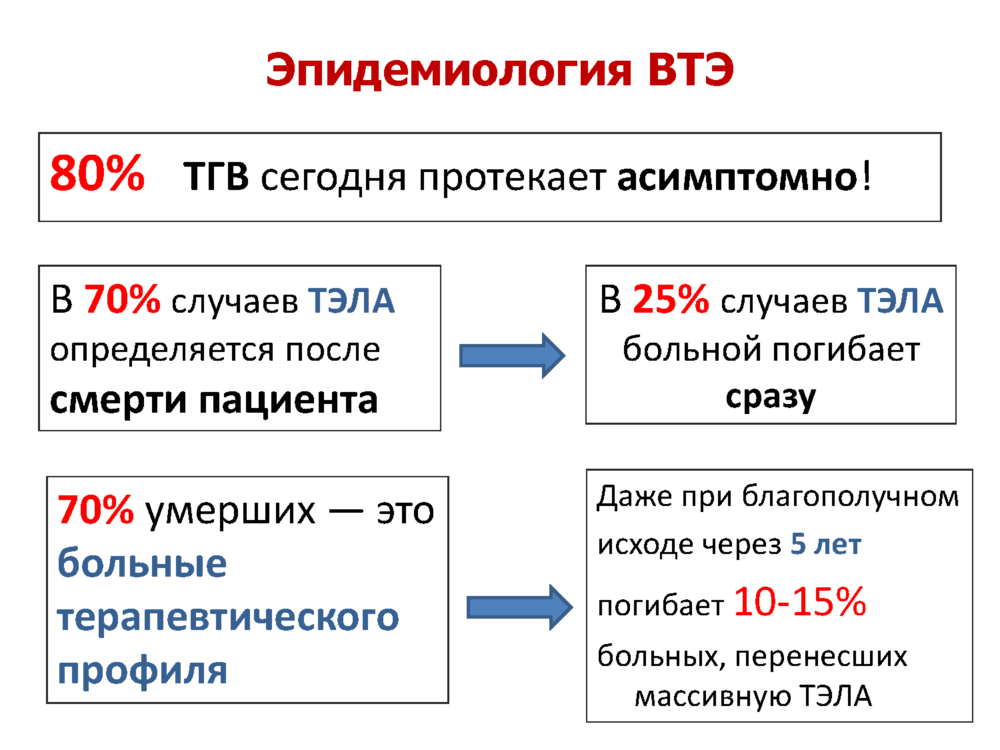 Эпидемиология ВТЭ
80% ТГВ сегодня протекает асимптомно!
В 70% случаев ТЭЛА
определяется после
смерти пациента
В 25% случаев ТЭЛА
больной погибает
сразу
70% умерших — это
больные
терапевтического
профиля
Даже при благополучном
исходе через 5 лет
погибает 10-15%
больных, перенесших
массивную ТЭЛА